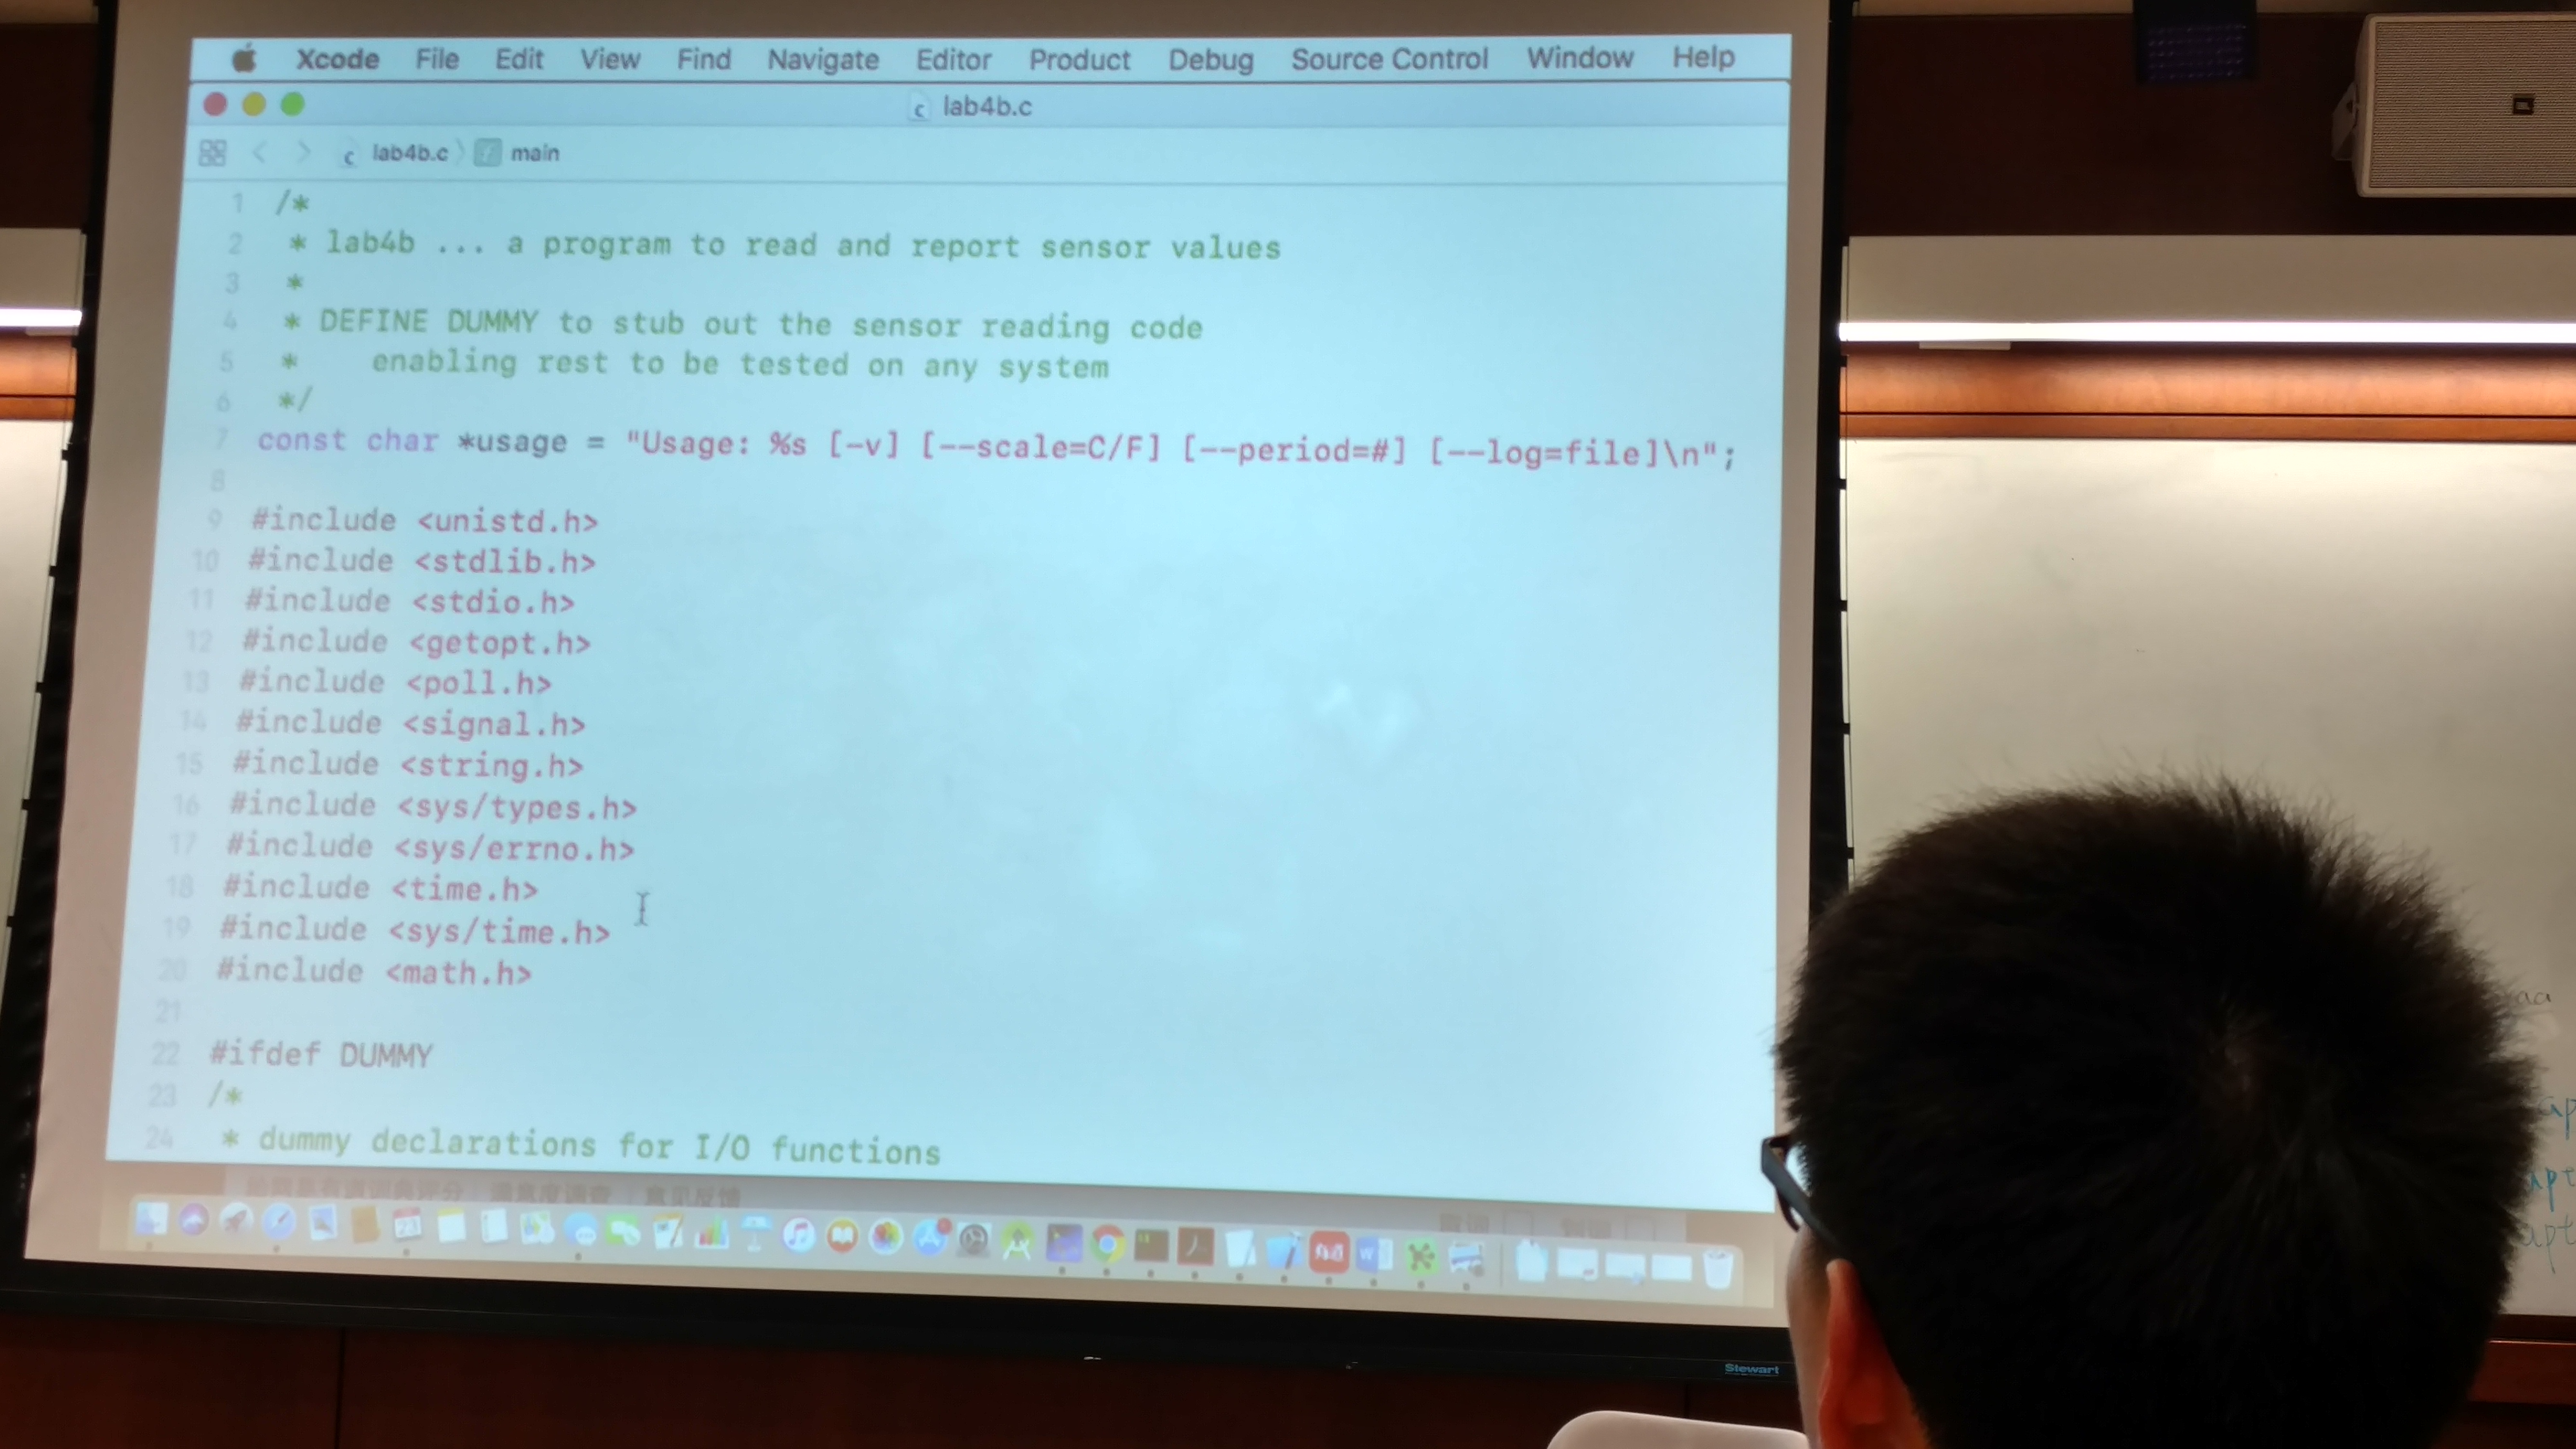 Xcode File Edit View Find Navigate Editor Product Debug Source Control Window Help
c lab4b.c
c lab4b.c main
1 /*
2 * lab4b ... a program to read and report sensor values
3 *
4 * DEFINE DUMMY to stub out the sensor reading code
5 * enabling rest to be tested on any system
6 */
7 const char *usage = "Usage: %s [-v] [--scale=C/F] [--period=#] [--log=file]\n";
8
9 #include <unistd.h>
10 #include <stdlib.h>
11 #include <stdio.h>
12 #include <getopt.h>
13 #include <poll.h>
14 #include <signal.h>
15 #include <string.h>
16 #include <sys/types.h>
17 #include <sys/errno.h>
18 #include <time.h>
19 #include <sys/time.h>
20 #include <math.h>
21
22 #ifdef DUMMY
23 /*
24 * dummy declarations for I/O functions
Stewart
JBL